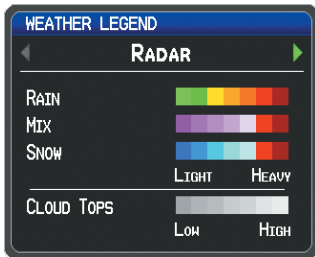 WEATHER LEGEND
RADAR
RAIN
MIX
SNOW
LIGHT HEAVY
CLOUD TOPS
LOW HIGH